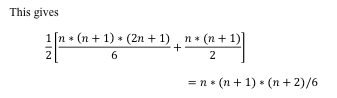 This gives
1/2 [n ∗ (n + 1) ∗ (2n + 1)/6 + n ∗ (n + 1)/2]
= n ∗ (n + 1) ∗ (n + 2)/6